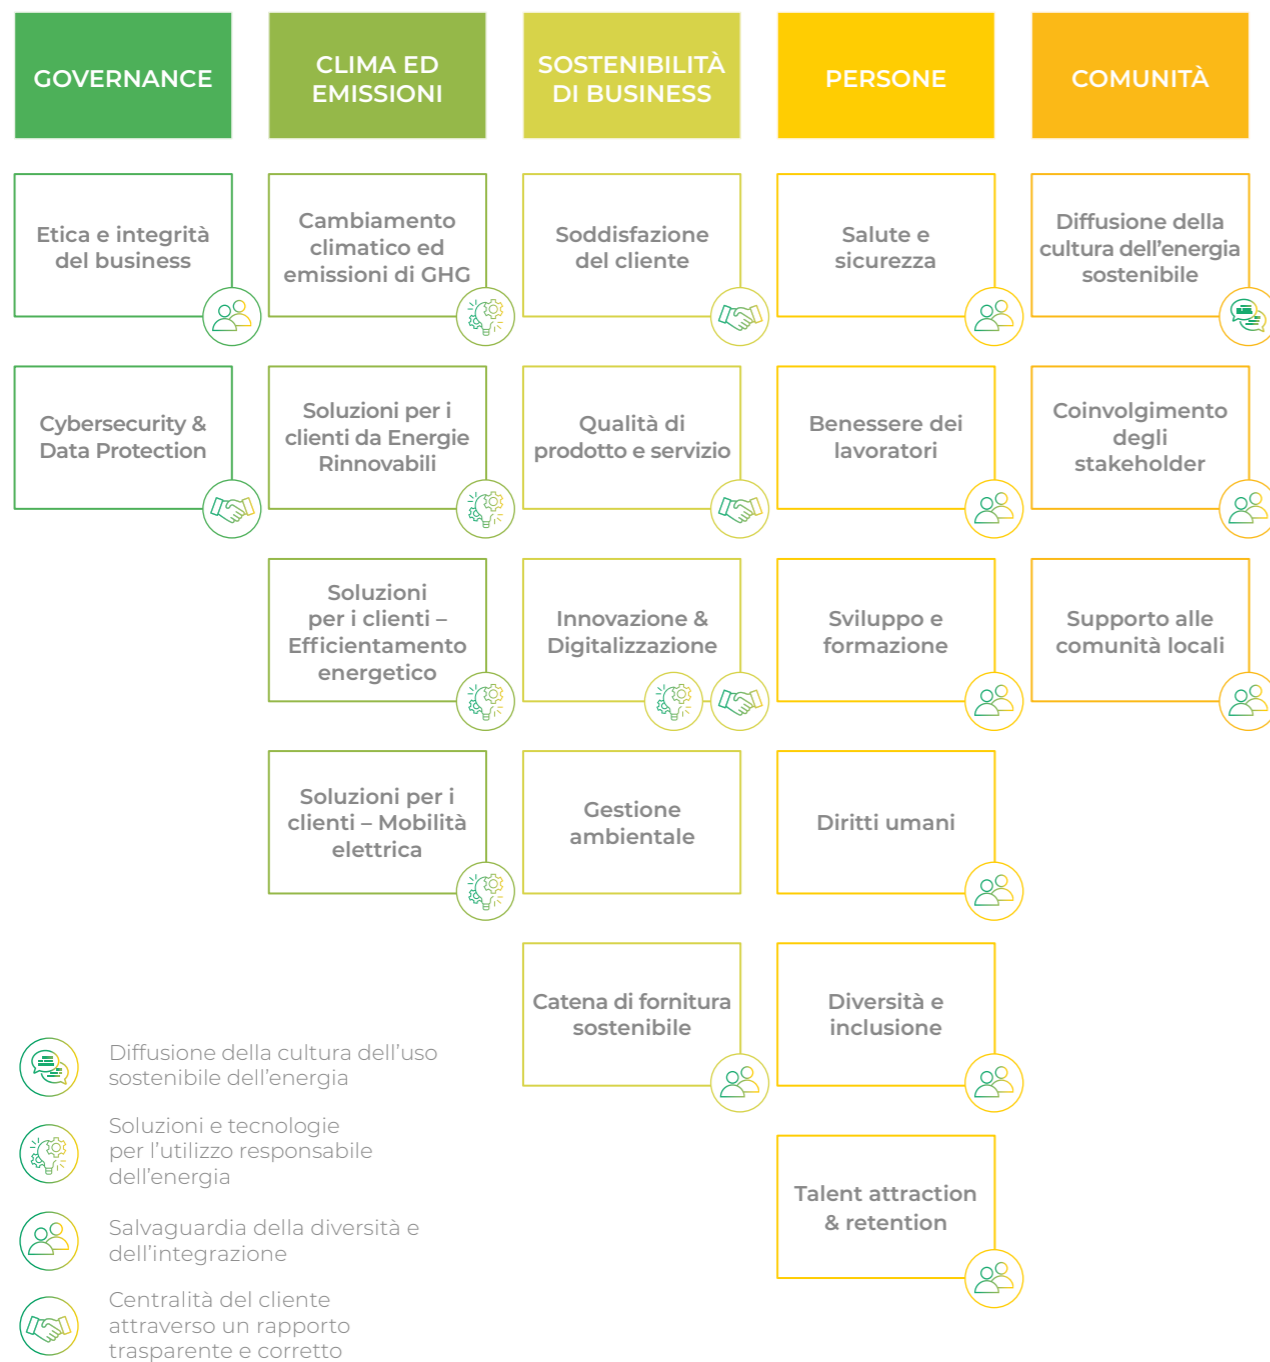 GOVERNANCE
CLIMA ED
EMISSIONI
SOSTENIBILITÀ
DI BUSINESS
PERSONE
COMUNITÀ
Etica e integrità
del business
Cybersecurity &
Data Protection
Cambiamento
climatico ed
emissioni di GHG
Soluzioni per i
clienti da Energie
Rinnovabili
Soluzioni
per i clienti –
Efficientamento
energetico
Soluzioni per i
clienti – Mobilità
elettrica
Soddisfazione
del cliente
Qualità di
prodotto e servizio
Innovazione &
Digitalizzazione
Gestione
ambientale
Catena di fornitura
sostenibile
Salute e
sicurezza
Benessere dei
lavoratori
Sviluppo e
formazione
Diritti umani
Diversità e
inclusione
Talent attraction
& retention
Diffusione della
cultura dell'energia
sostenibile
Coinvolgimento
degli
stakeholder
Supporto alle
comunità locali
Diffusione della cultura dell'uso
sostenibile dell'energia
Soluzioni e tecnologie
per l'utilizzo responsabile
dell'energia
Salvaguardia della diversità e
dell'integrazione
Centralità del cliente
attraverso un rapporto
trasparente e corretto